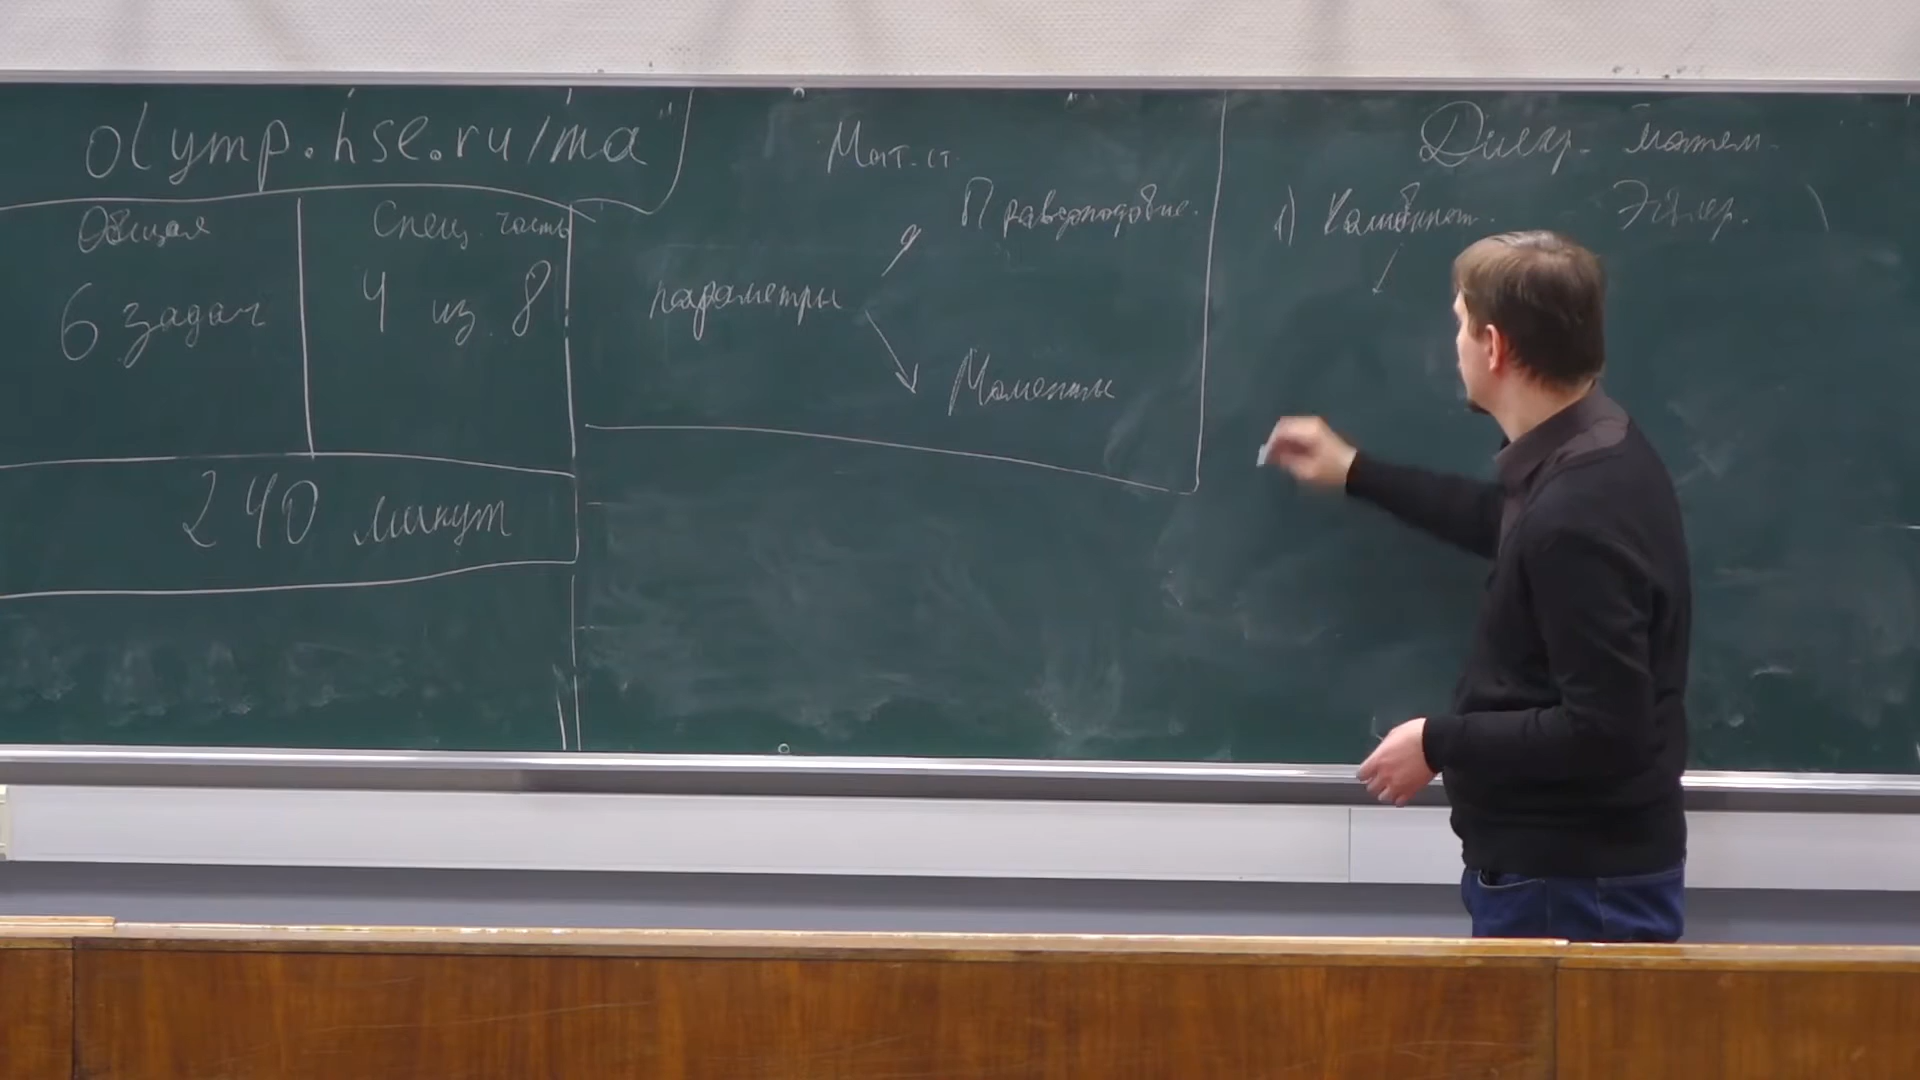 olymp.hse.ru/ma
Общая
6 задач
Спец. часть
4 из 8
240 минут
Мат. ст.
Правдоподобие.
параметры
Моменты
Дискр. матем.
1) Комбинат.